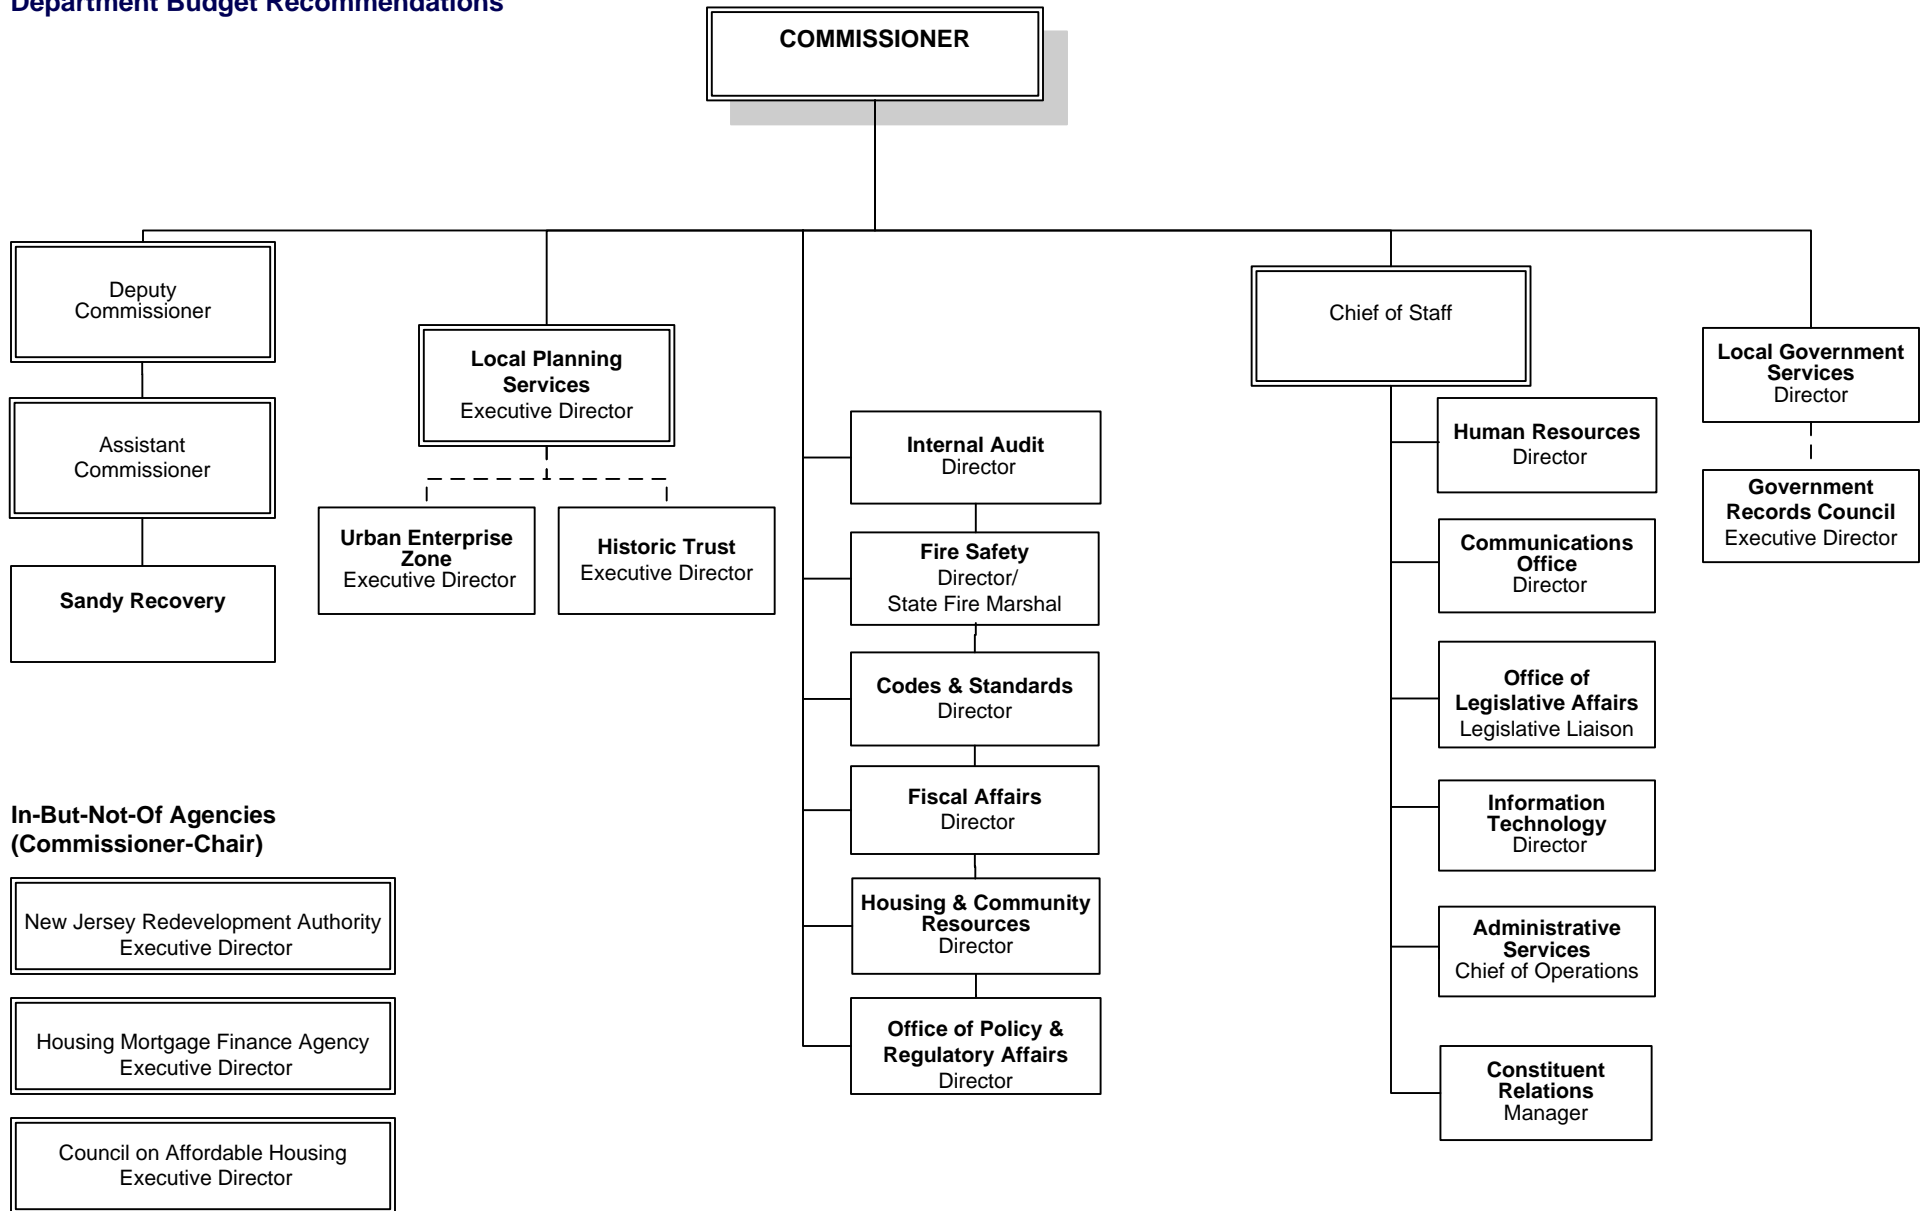 Department Budget Recommendations
COMMISSIONER
Deputy
Commissioner
Assistant
Commissioner
Sandy Recovery
Local Planning
Services
Executive Director
Urban Enterprise
Zone
Executive Director
Historic Trust
Executive Director
Internal Audit
Director
Fire Safety
Director/
State Fire Marshal
Codes & Standards
Director
Fiscal Affairs
Director
Housing & Community
Resources
Director
Office of Policy &
Regulatory Affairs
Director
Chief of Staff
Human Resources
Director
Communications
Office
Director
Office of
Legislative Affairs
Legislative Liaison
Information
Technology
Director
Administrative
Services
Chief of Operations
Constituent
Relations
Manager
Local Government
Services
Director
Government
Records Council
Executive Director
In-But-Not-Of Agencies
(Commissioner-Chair)
New Jersey Redevelopment Authority
Executive Director
Housing Mortgage Finance Agency
Executive Director
Council on Affordable Housing
Executive Director